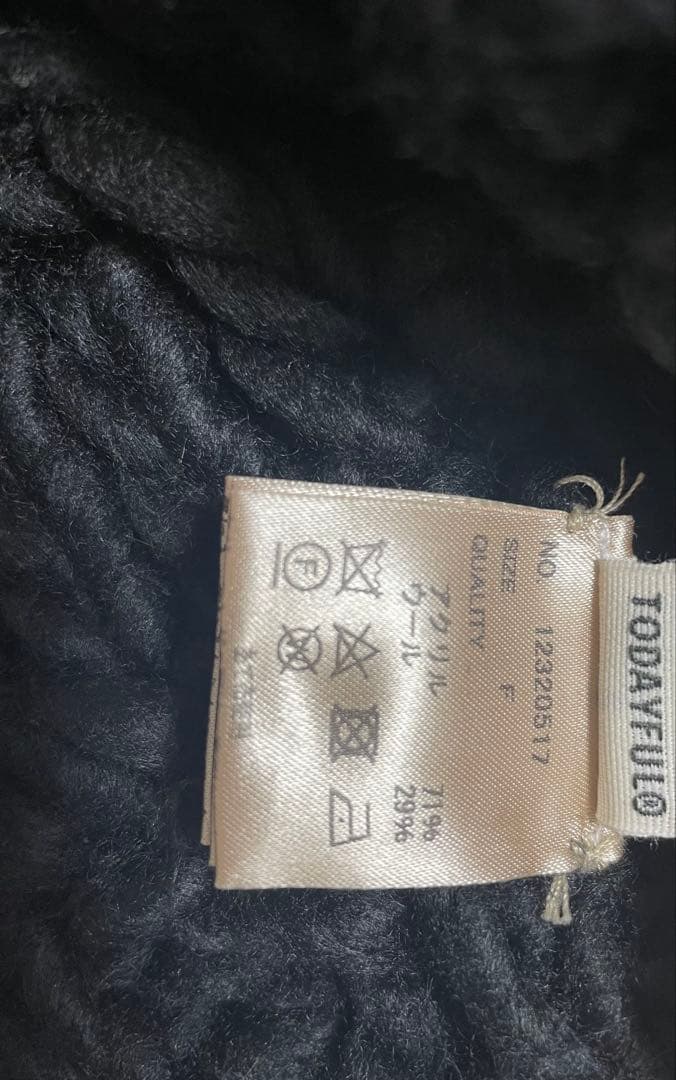 TODAYFUL®
NO. 12320517
SIZE F
QUALITY
アクリル 71%
ウール 29%
F